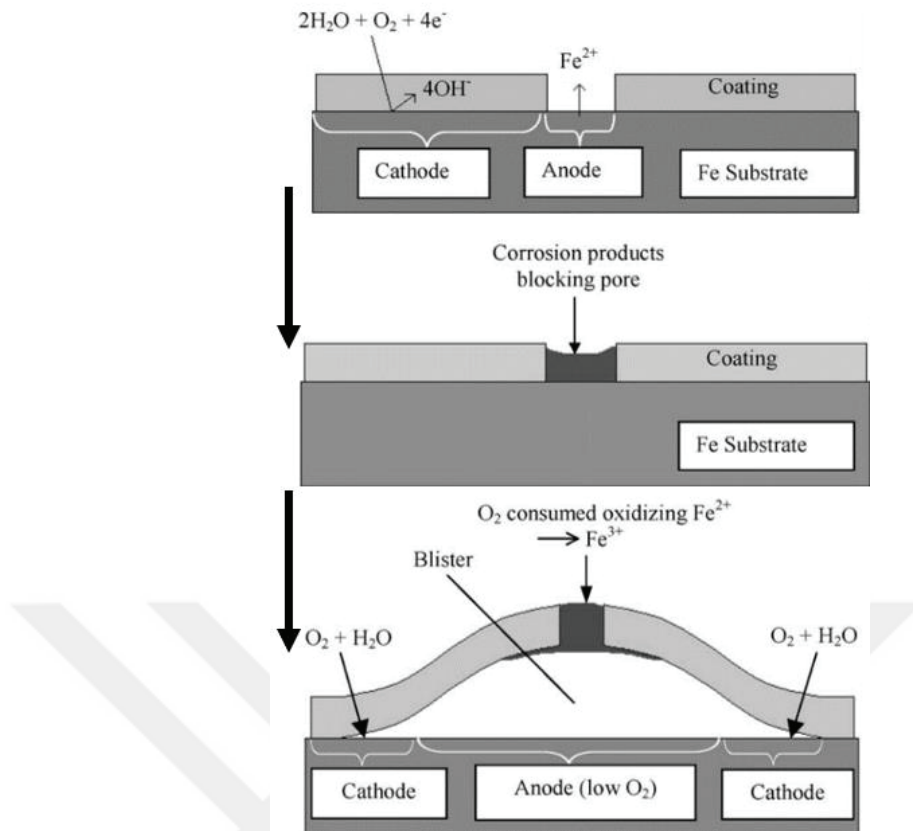 2H₂O + O₂ + 4e⁻
Fe²⁺
4OH⁻
Coating
Cathode
Anode
Fe Substrate
Corrosion products
blocking pore
Coating
Fe Substrate
O₂ consumed oxidizing Fe²⁺
→ Fe³⁺
Blister
O₂ + H₂O
O₂ + H₂O
Cathode
Anode (low O₂)
Cathode